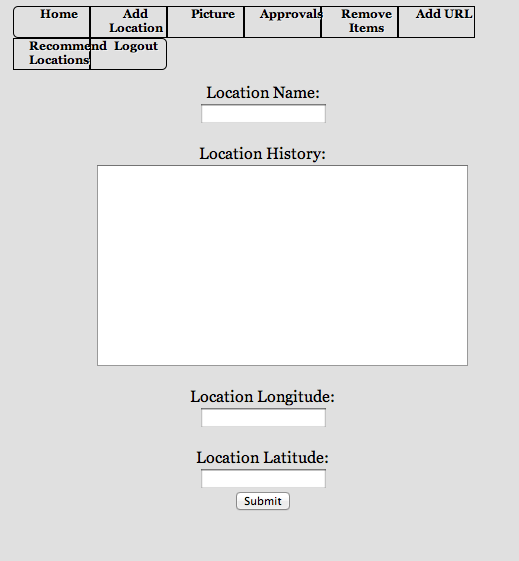 Home Add Picture Approvals Remove Add URL
Location Items
Recommend Logout
Locations
Location Name:
Location History:
Location Longitude:
Location Latitude:
Submit